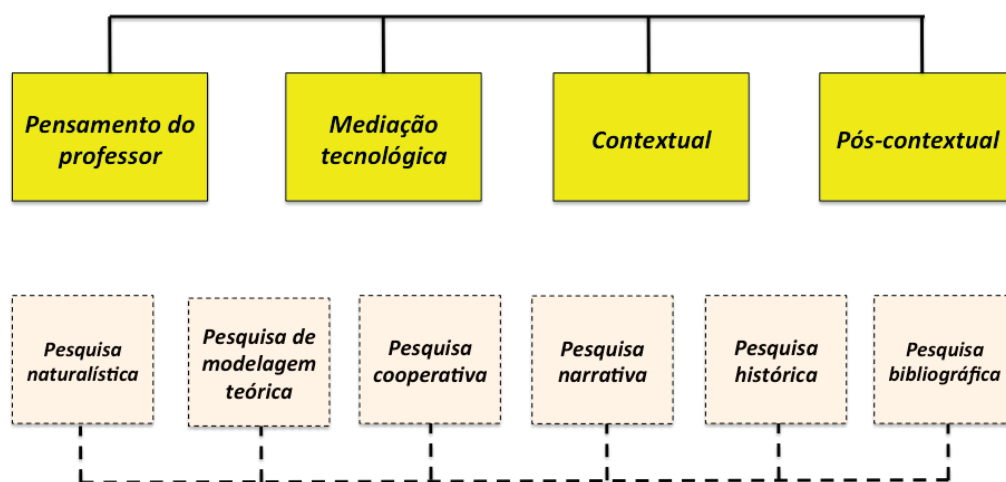 Pensamento do
professor
Mediação
tecnológica
Contextual
Pós-contextual
Pesquisa
naturalística
Pesquisa de
modelagem
teórica
Pesquisa
cooperativa
Pesquisa
narrativa
Pesquisa
histórica
Pesquisa
bibliográfica